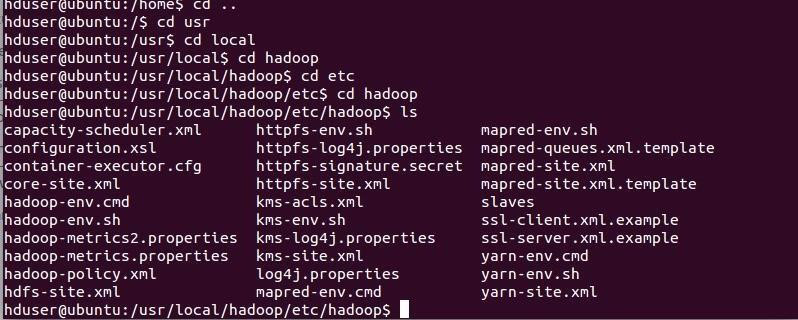 hduser@ubuntu:/home$ cd ..
hduser@ubuntu:/$ cd usr
hduser@ubuntu:/usr$ cd local
hduser@ubuntu:/usr/local$ cd hadoop
hduser@ubuntu:/usr/local/hadoop$ cd etc
hduser@ubuntu:/usr/local/hadoop/etc$ cd hadoop
hduser@ubuntu:/usr/local/hadoop/etc/hadoop$ ls
capacity-scheduler.xml httpfs-env.sh mapred-env.sh
configuration.xsl httpfs-log4j.properties mapred-queues.xml.template
container-executor.cfg httpfs-signature.secret mapred-site.xml
core-site.xml httpfs-site.xml mapred-site.xml.template
hadoop-env.cmd kms-acls.xml slaves
hadoop-env.sh kms-env.sh ssl-client.xml.example
hadoop-metrics2.properties kms-log4j.properties ssl-server.xml.example
hadoop-metrics.properties kms-site.xml yarn-env.cmd
hadoop-policy.xml log4j.properties yarn-env.sh
hdfs-site.xml mapred-env.cmd yarn-site.xml
hduser@ubuntu:/usr/local/hadoop/etc/hadoop$